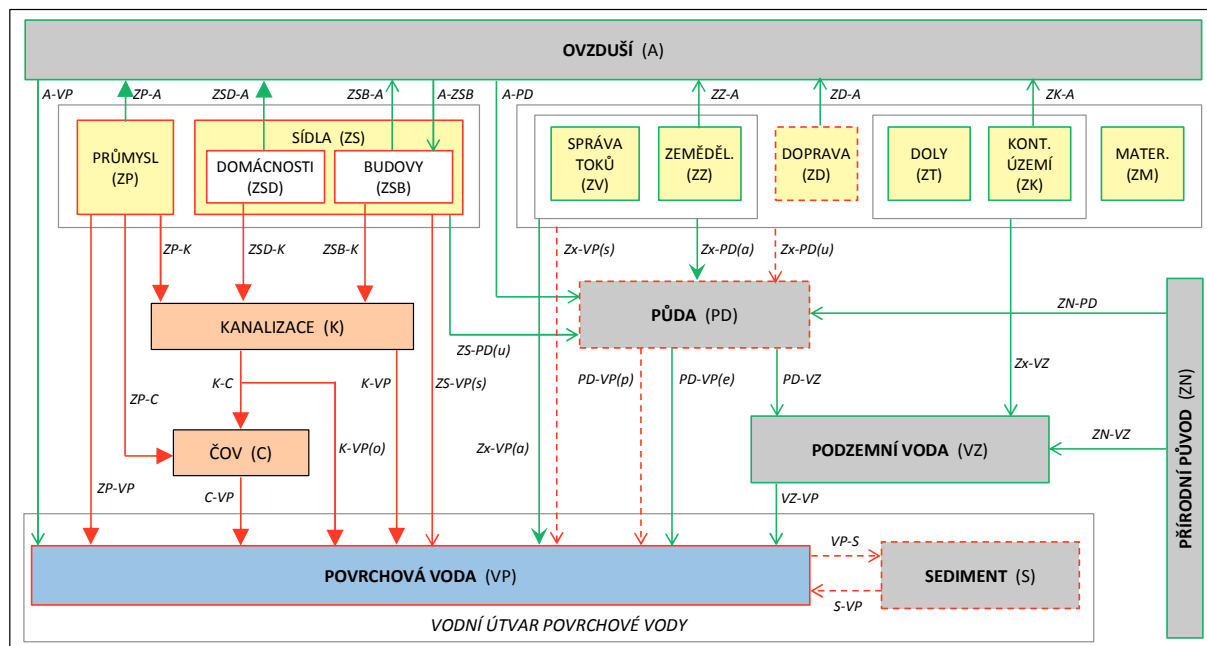 OVZDUŠÍ (A)
A-VP
ZP-A
ZSD-A
ZSB-A
A-ZSB
A-PD
ZZ-A
ZD-A
ZK-A
PRŮMYSL
(ZP)
SÍDLA (ZS)
DOMÁCNOSTI
(ZSD)
BUDOVY
(ZSB)
SPRÁVA
TOKŮ
(ZV)
ZEMĚDĚL.
(ZZ)
DOPRAVA
(ZD)
DOLY
(ZT)
KONT.
ÚZEMÍ
(ZK)
MATER.
(ZM)
ZP-K
ZSD-K
ZSB-K
Zx-VP(s)
Zx-PD(a)
Zx-PD(u)
KANALIZACE (K)
PŮDA (PD)
ZN-PD
ZS-PD(u)
Zx-VZ
ZP-C
K-C
K-VP
ZS-VP(s)
PD-VP(p)
PD-VP(e)
PD-VZ
ČOV (C)
K-VP(o)
Zx-VP(a)
PODZEMNÍ VODA (VZ)
ZN-VZ
PŘÍRODNÍ PŮVOD (ZN)
ZP-VP
C-VP
VZ-VP
POVRCHOVÁ VODA (VP)
VP-S
SEDIMENT (S)
S-VP
VODNÍ ÚTVAR POVRCHOVÉ VODY